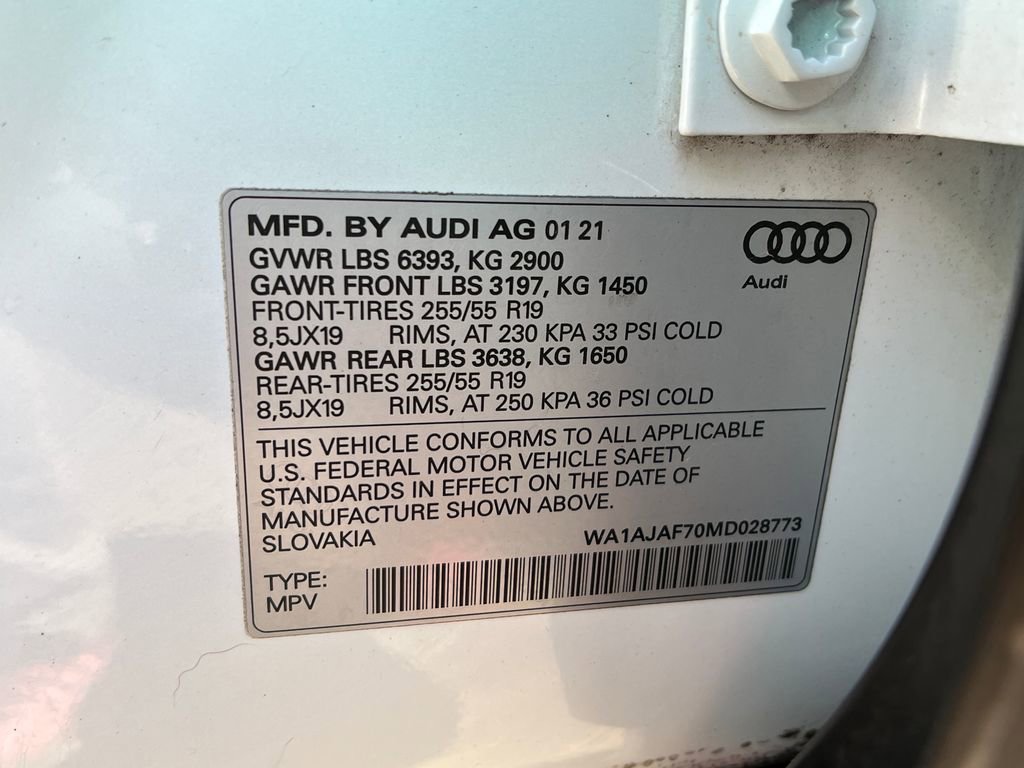 MFD. BY AUDI AG 01 21
GVWR LBS 6393, KG 2900
GAWR FRONT LBS 3197, KG 1450
FRONT-TIRES 255/55 R19
8,5JX19 RIMS, AT 230 KPA 33 PSI COLD
GAWR REAR LBS 3638, KG 1650
REAR-TIRES 255/55 R19
8,5JX19 RIMS, AT 250 KPA 36 PSI COLD
Audi
THIS VEHICLE CONFORMS TO ALL APPLICABLE
U.S. FEDERAL MOTOR VEHICLE SAFETY
STANDARDS IN EFFECT ON THE DATE OF
MANUFACTURE SHOWN ABOVE.
SLOVAKIA
WA1AJAF70MD028773
TYPE:
MPV